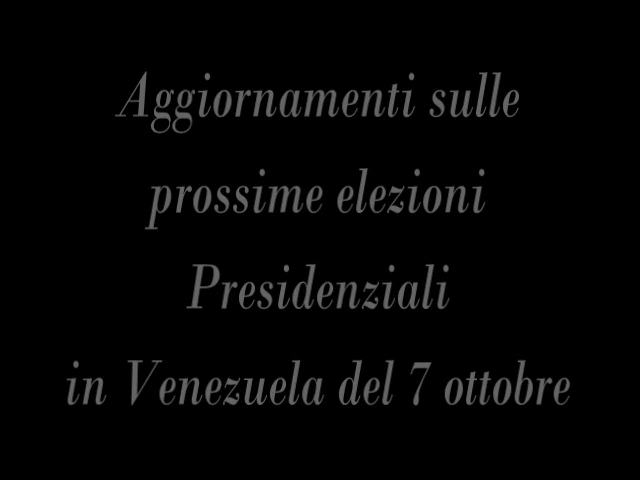 Aggiornamenti sulle
prossime elezioni
Presidenziali
in Venezuela del 7 ottobre